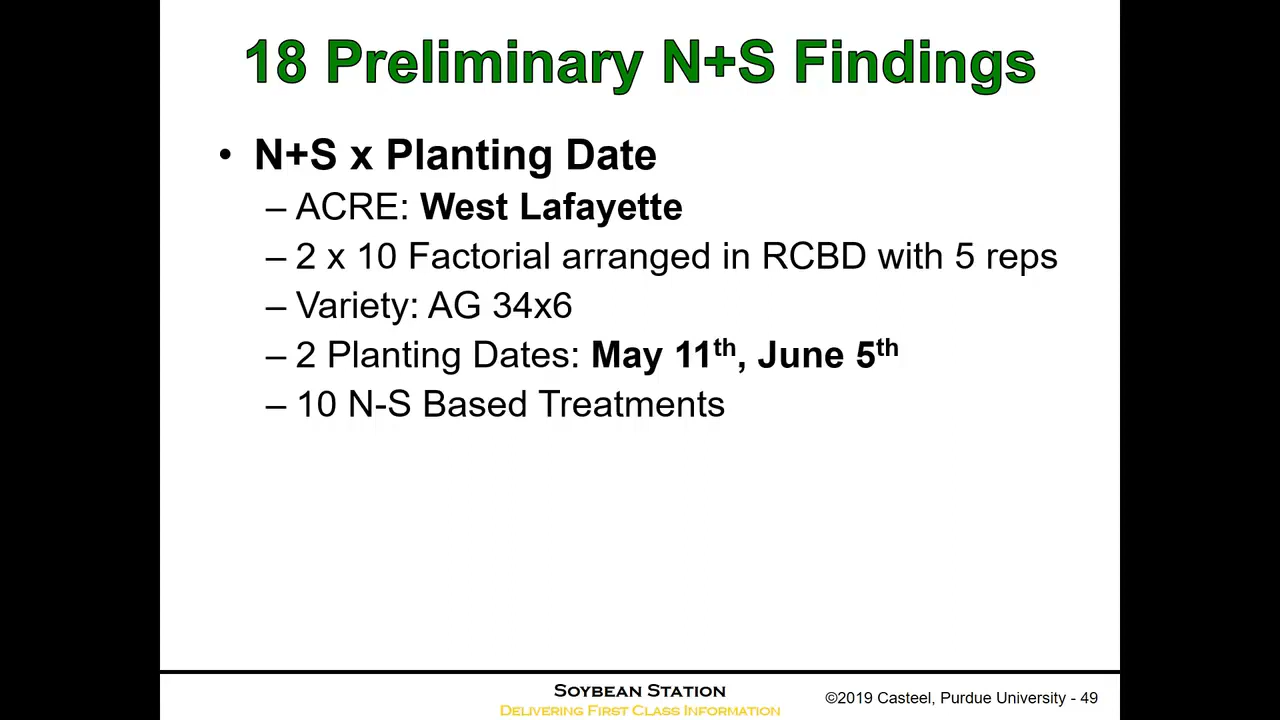 18 Preliminary N+S Findings
• N+S x Planting Date
– ACRE: West Lafayette
– 2 x 10 Factorial arranged in RCBD with 5 reps
– Variety: AG 34x6
– 2 Planting Dates: May 11th, June 5th
– 10 N-S Based Treatments
SOYBEAN STATION
DELIVERING FIRST CLASS INFORMATION
©2019 Casteel, Purdue University - 49